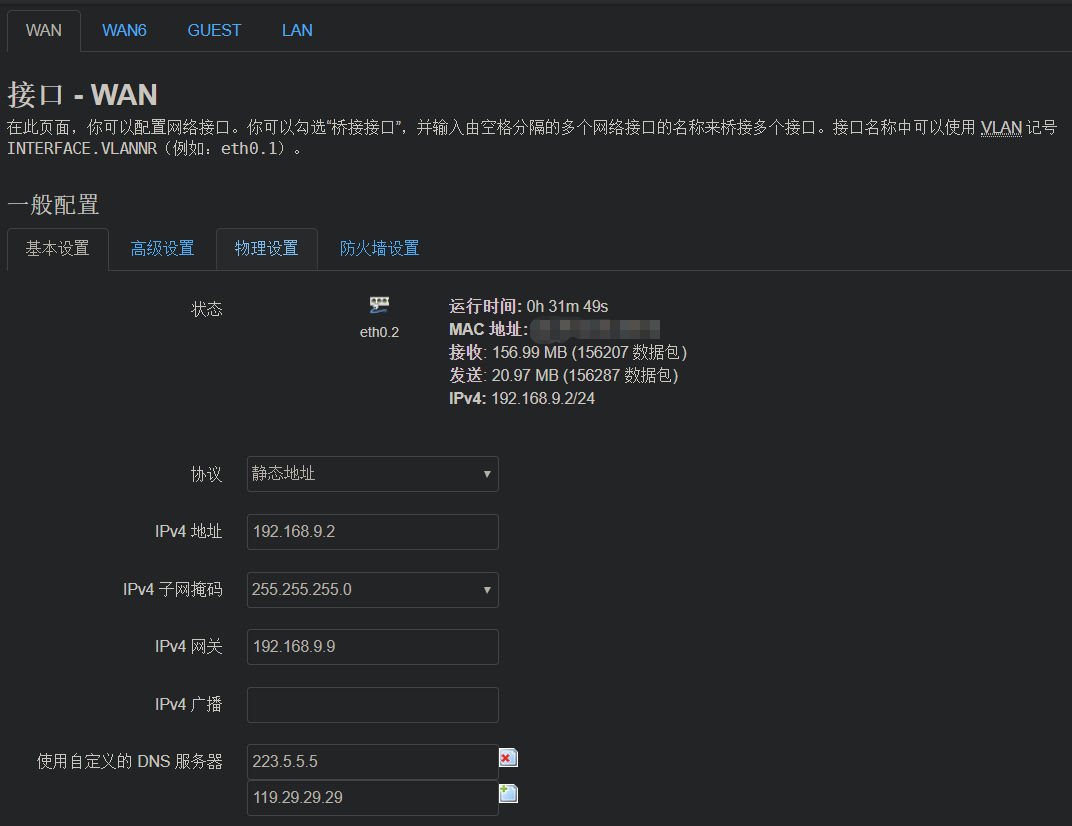 WAN WAN6 GUEST LAN
接口 - WAN
在此页面，你可以配置网络接口。你可以勾选“桥接接口”，并输入由空格分隔的多个网络接口的名称来桥接多个接口。接口名称中可以使用 VLAN 记号
INTERFACE.VLANNR（例如：eth0.1）。
一般配置
基本设置 高级设置 物理设置 防火墙设置
状态
eth0.2
运行时间: 0h 31m 49s
MAC 地址:
接收: 156.99 MB (156207 数据包)
发送: 20.97 MB (156287 数据包)
IPv4: 192.168.9.2/24
协议 静态地址
IPv4 地址 192.168.9.2
IPv4 子网掩码 255.255.255.0
IPv4 网关 192.168.9.9
IPv4 广播
使用自定义的 DNS 服务器 223.5.5.5
119.29.29.29